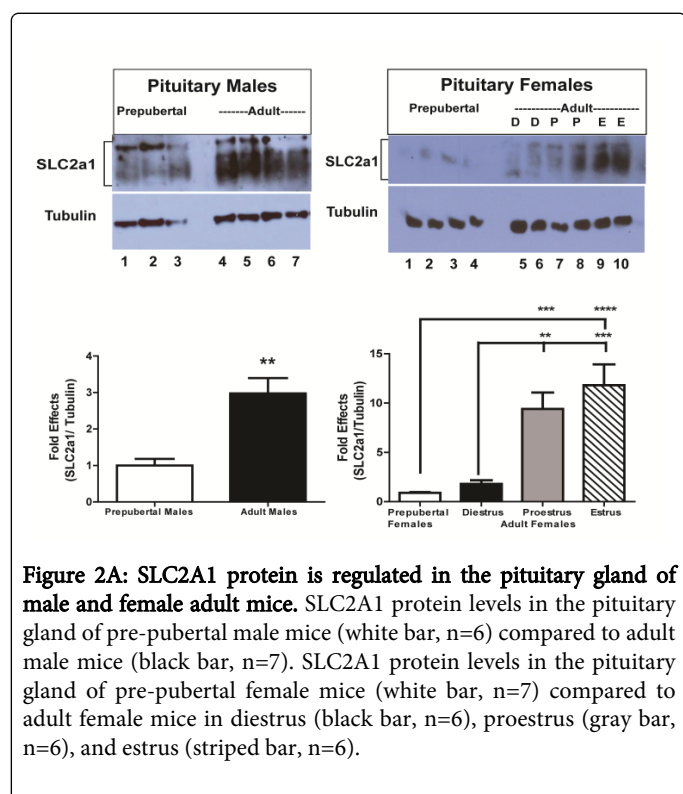 Pituitary Males
Prepubertal -------Adult------
SLC2a1
Tubulin
1 2 3 4 5 6 7
Pituitary Females
Prepubertal -----------Adult-----------
D D P P E E
SLC2a1
Tubulin
1 2 3 4 5 6 7 8 9 10
Fold Effects
(SLC2a1/ Tubulin)
4
3
2
1
0
**
Prepubertal Males Adult Males
Fold Effects
(SLC2a1/Tubulin)
15
10
5
0
*** ****
** ***
Prepubertal Diestrus Proestrus Estrus
Females Adult Females
Figure 2A: SLC2A1 protein is regulated in the pituitary gland of
male and female adult mice. SLC2A1 protein levels in the pituitary
gland of pre-pubertal male mice (white bar, n=6) compared to adult
male mice (black bar, n=7). SLC2A1 protein levels in the pituitary
gland of pre-pubertal female mice (white bar, n=7) compared to
adult female mice in diestrus (black bar, n=6), proestrus (gray bar,
n=6), and estrus (striped bar, n=6).